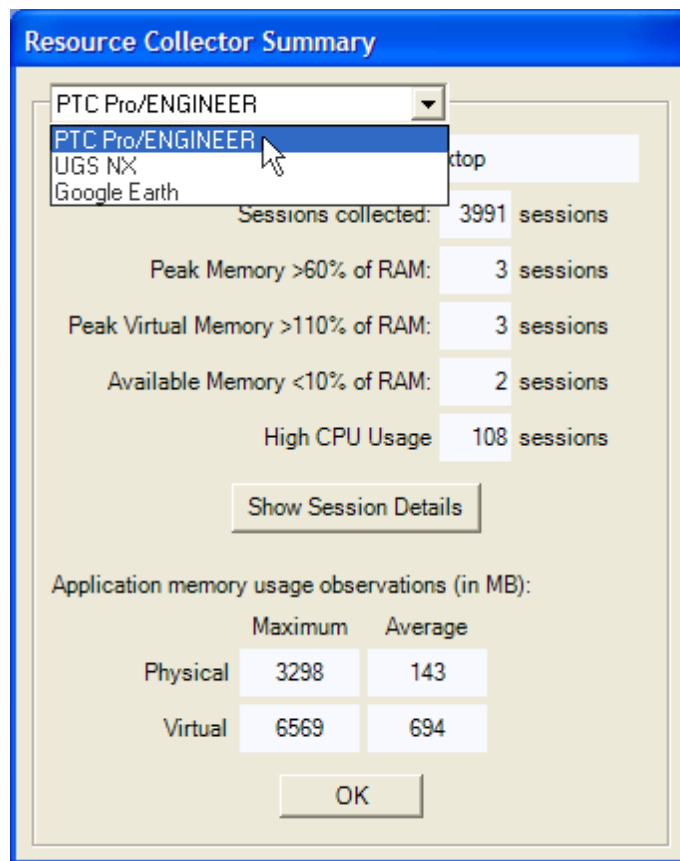 Resource Collector Summary
PTC Pro/ENGINEER
PTC Pro/ENGINEER
UGS NX
Google Earth
Sessions collected: 3991 sessions
Peak Memory >60% of RAM: 3 sessions
Peak Virtual Memory >110% of RAM: 3 sessions
Available Memory <10% of RAM: 2 sessions
High CPU Usage 108 sessions
Show Session Details
Application memory usage observations (in MB):
Maximum Average
Physical 3298 143
Virtual 6569 694
OK